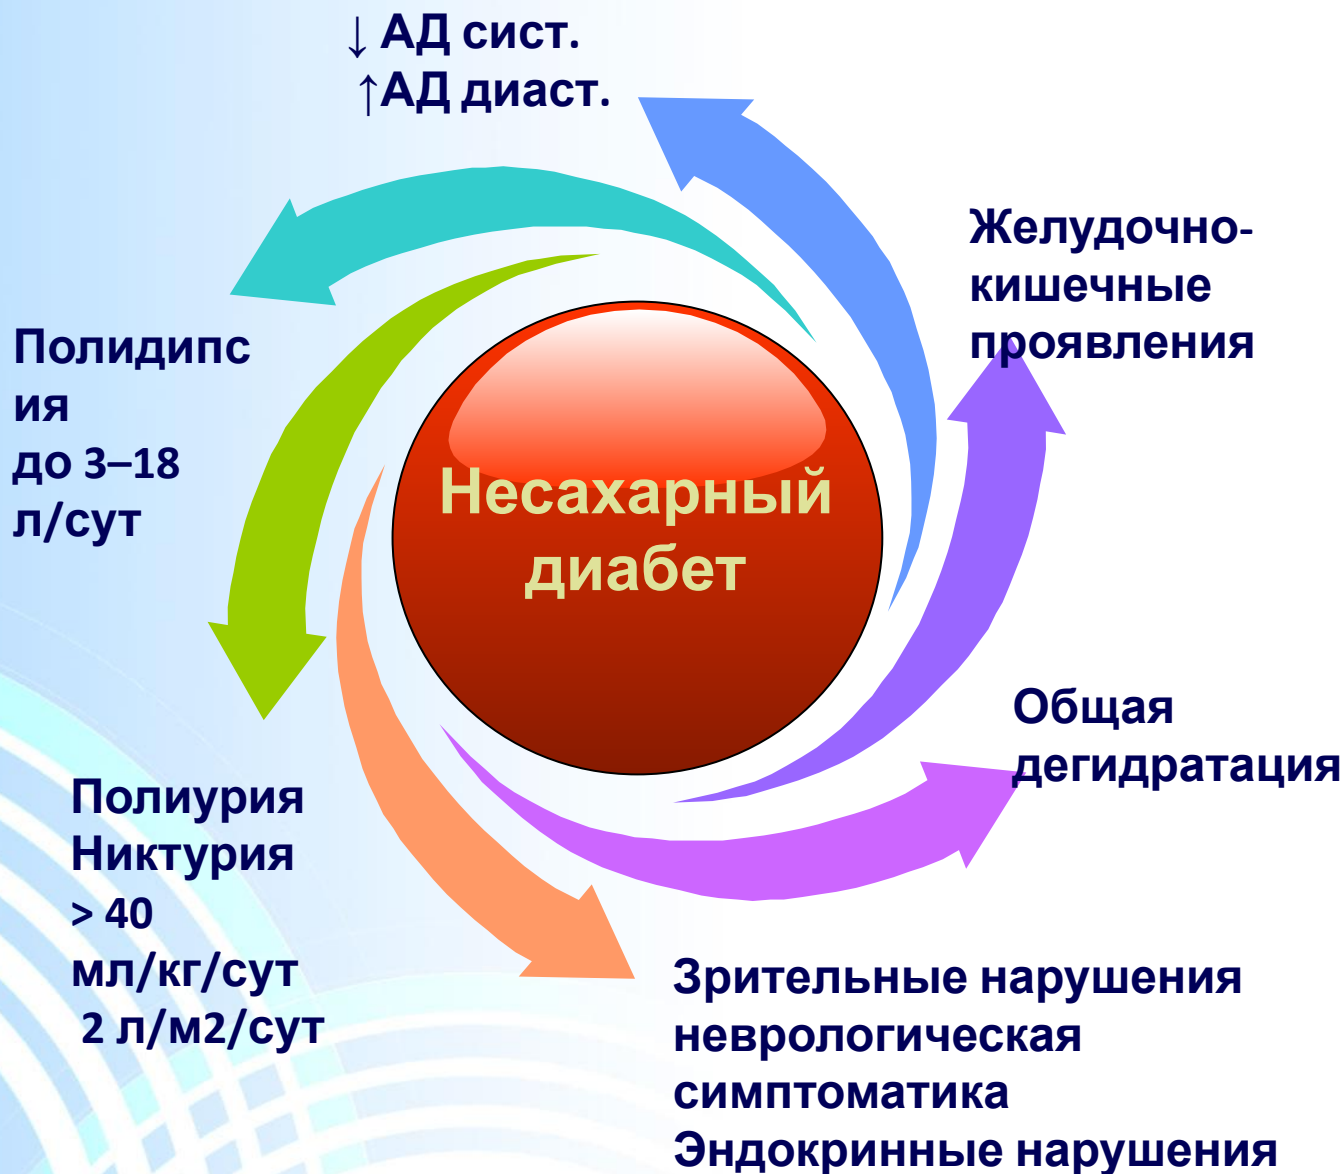 ↓ АД сист.
↑АД диаст.
Желудочно-
кишечные
проявления
Полидипс
ия
до 3–18
л/сут
Несахарный
диабет
Общая
дегидратация
Полиурия
Никтурия
> 40
мл/кг/сут
2 л/м2/сут
Зрительные нарушения
неврологическая
симптоматика
Эндокринные нарушения